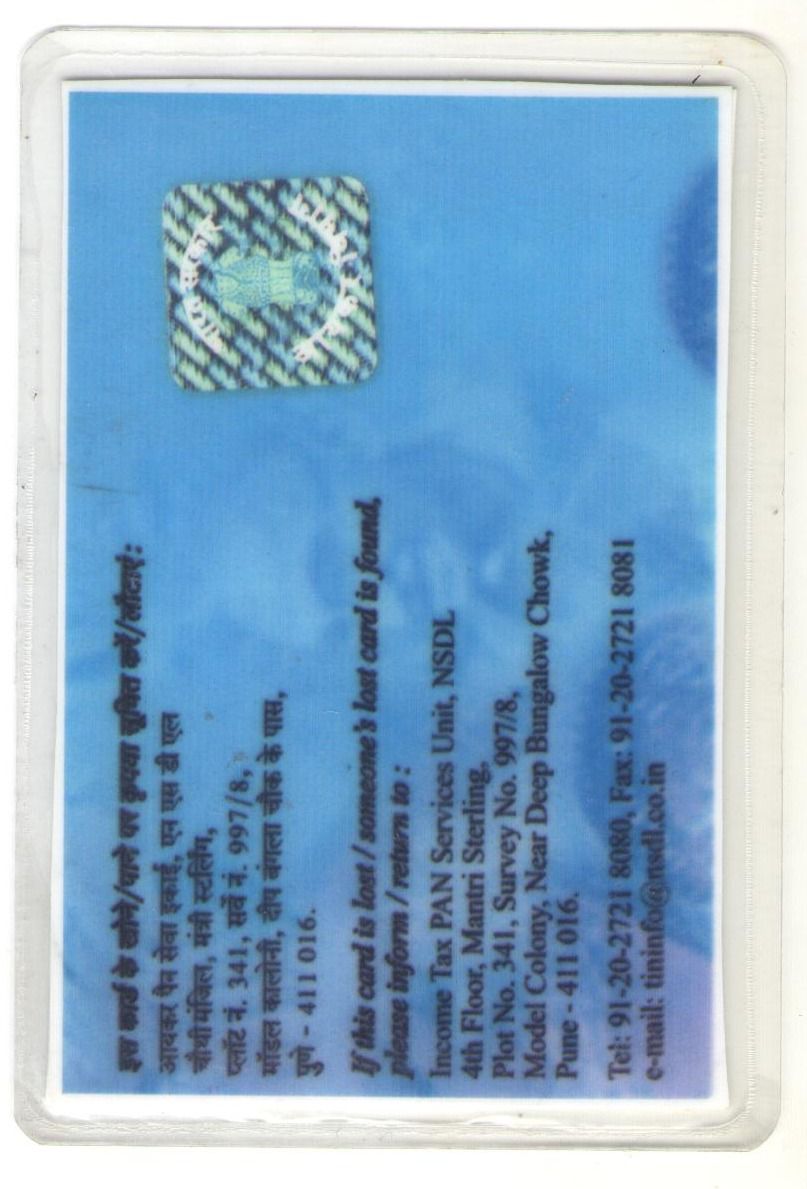 इस कार्ड के खोने/पाने पर कृपया सूचित करें/लौटाएं :
आयकर पैन सेवा इकाई, एन एस डी एल
चौथी मंजिल, मंत्री स्टर्लिंग,
प्लॉट नं. 341, सर्वे नं. 997/8,
मॉडल कालोनी, दीप बंगला चौक के पास,
पुणे - 411 016.
भारत सरकार
आयकर विभाग
If this card is lost / someone's lost card is found,
please inform / return to :
Income Tax PAN Services Unit, NSDL
4th Floor, Mantri Sterling,
Plot No. 341, Survey No. 997/8,
Model Colony, Near Deep Bungalow Chowk,
Pune - 411 016.
Tel: 91-20-2721 8080, Fax: 91-20-2721 8081
e-mail: tininfo@nsdl.co.in